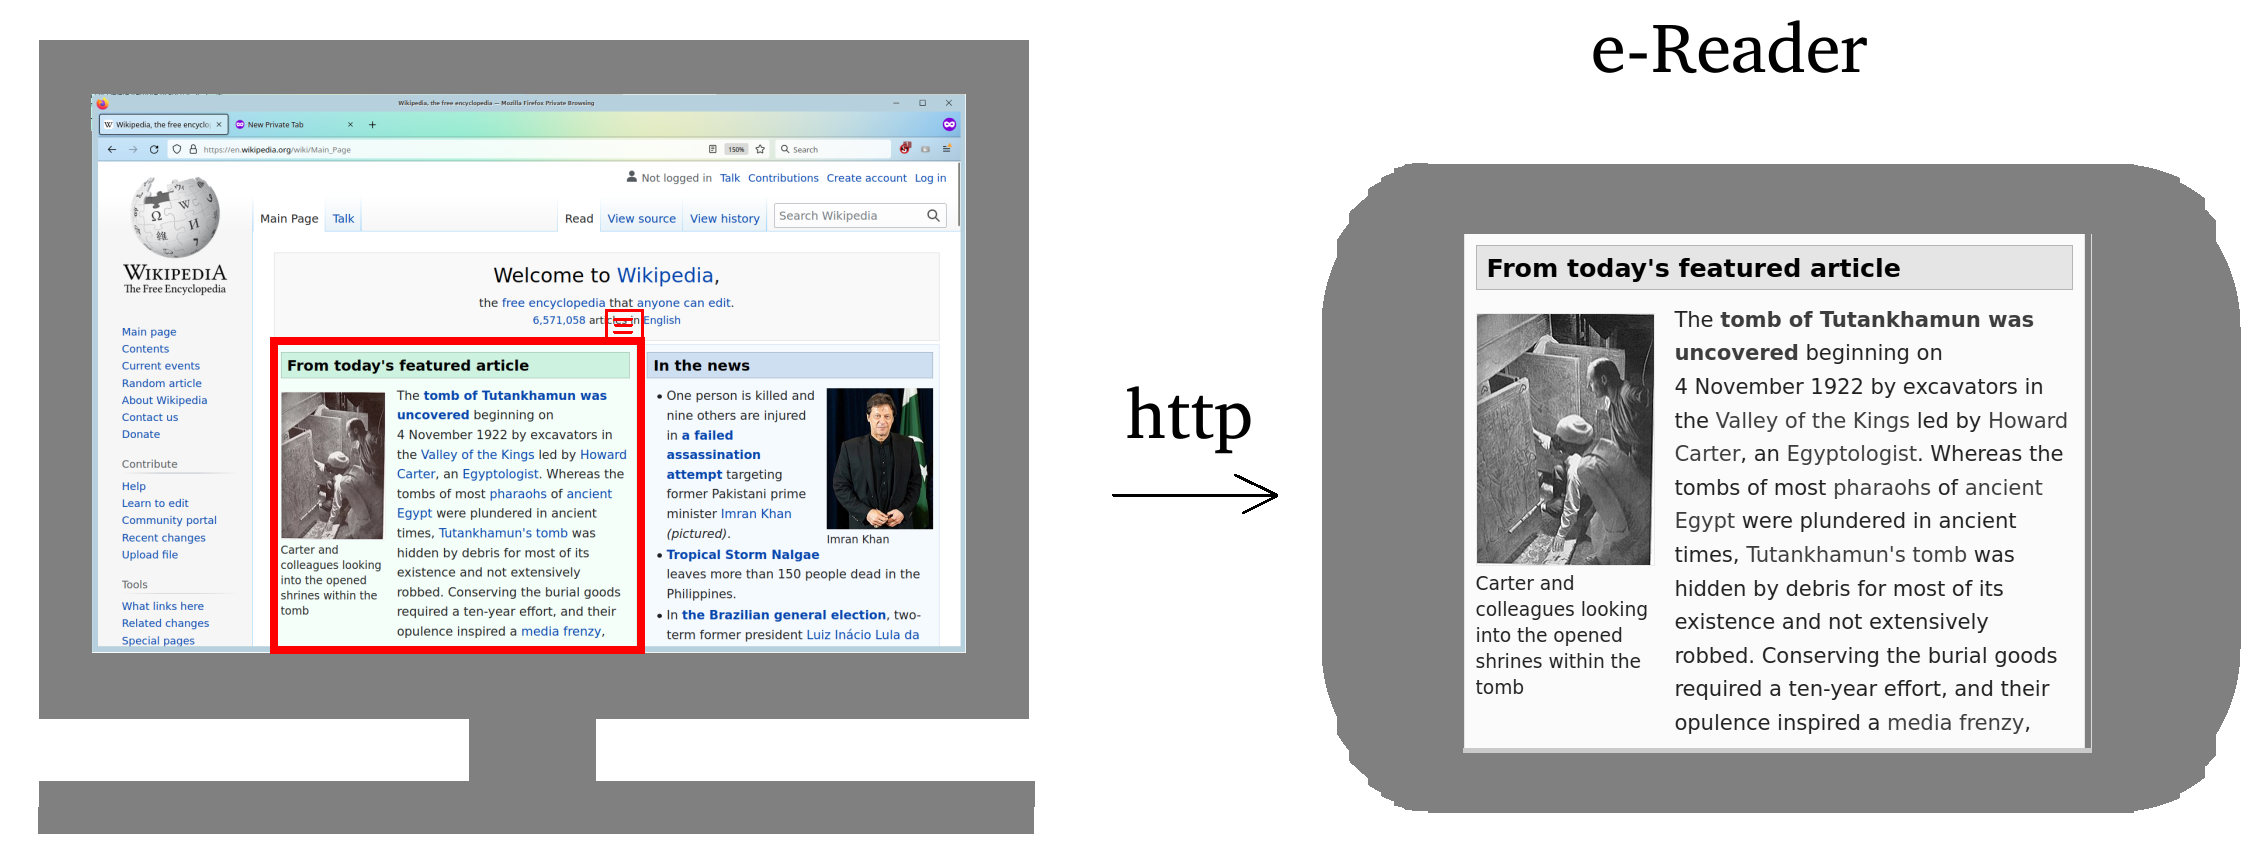 e-Reader
Wikipedia, the free encyclopedia — Mozilla Firefox Private Browsing
Wikipedia, the free encyclo
New Private Tab
https://en.wikipedia.org/wiki/Main_Page
150%
Search
Not logged in Talk Contributions Create account Log in
Main Page Talk
Read View source View history
Search Wikipedia
WIKIPEDIA
The Free Encyclopedia
Main page
Contents
Current events
Random article
About Wikipedia
Contact us
Donate
Contribute
Help
Learn to edit
Community portal
Recent changes
Upload file
Tools
What links here
Related changes
Special pages
Welcome to Wikipedia,
the free encyclopedia that anyone can edit.
6,571,058 articles in English
From today's featured article
Carter and
colleagues looking
into the opened
shrines within the
tomb
The tomb of Tutankhamun was
uncovered beginning on
4 November 1922 by excavators in
the Valley of the Kings led by Howard
Carter, an Egyptologist. Whereas the
tombs of most pharaohs of ancient
Egypt were plundered in ancient
times, Tutankhamun's tomb was
hidden by debris for most of its
existence and not extensively
robbed. Conserving the burial goods
required a ten-year effort, and their
opulence inspired a media frenzy,
In the news
• One person is killed and
nine others are injured
in a failed
assassination
attempt targeting
former Pakistani prime
minister Imran Khan
(pictured).
Imran Khan
• Tropical Storm Nalgae
leaves more than 150 people dead in the
Philippines.
• In the Brazilian general election, two-
term former president Luiz Inácio Lula da
http
From today's featured article
Carter and
colleagues looking
into the opened
shrines within the
tomb
The tomb of Tutankhamun was
uncovered beginning on
4 November 1922 by excavators in
the Valley of the Kings led by Howard
Carter, an Egyptologist. Whereas the
tombs of most pharaohs of ancient
Egypt were plundered in ancient
times, Tutankhamun's tomb was
hidden by debris for most of its
existence and not extensively
robbed. Conserving the burial goods
required a ten-year effort, and their
opulence inspired a media frenzy,